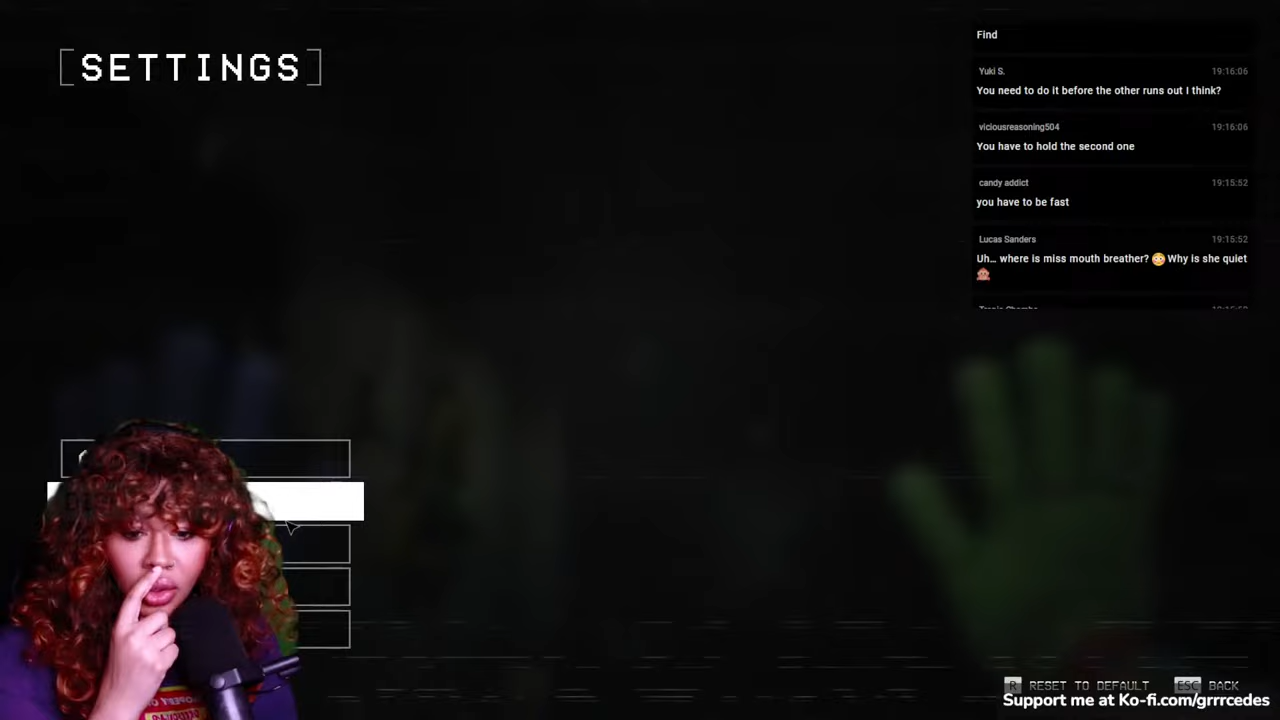 SETTINGS
Find
Yuki S. 19:16:06
You need to do it before the other runs out I think?
viciousreasoning504 19:16:06
You have to hold the second one
candy addict 19:15:52
you have to be fast
Lucas Sanders 19:15:52
Uh... where is miss mouth breather? 😳 Why is she quiet
🙊
R RESET TO DEFAULT ESC BACK
Support me at Ko-fi.com/grrrcedes